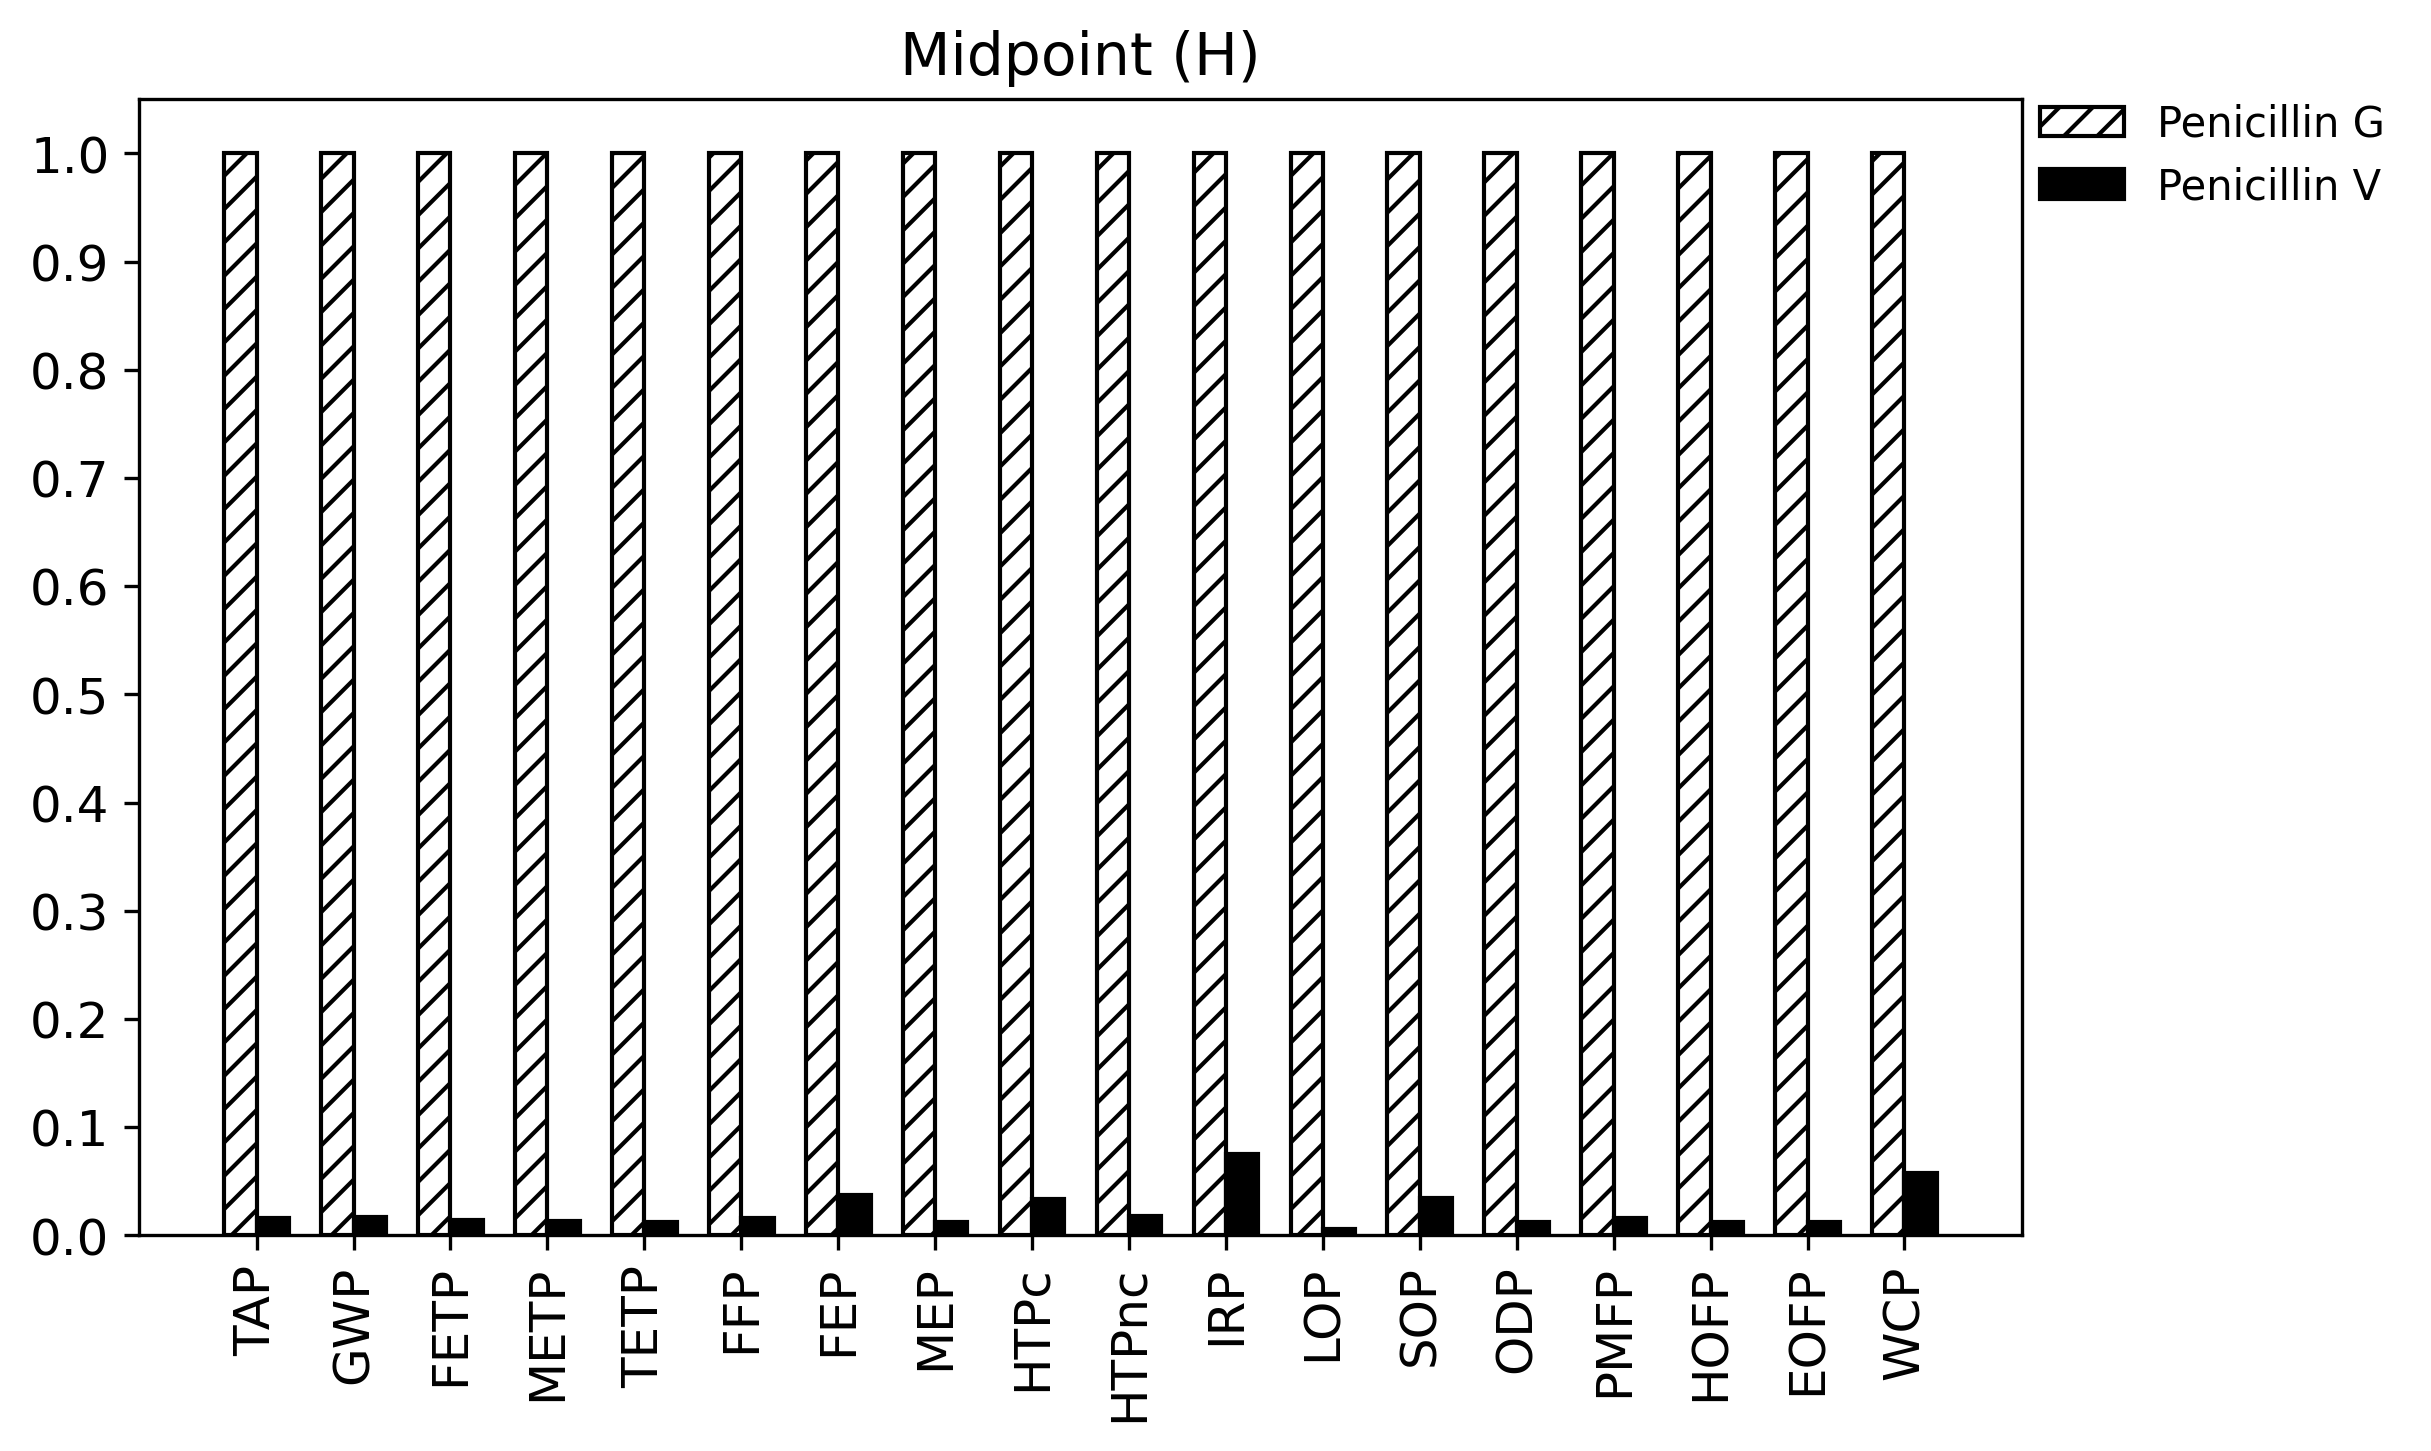 Midpoint (H)
Penicillin G
Penicillin V
1.0
0.9
0.8
0.7
0.6
0.5
0.4
0.3
0.2
0.1
0.0
TAP
GWP
FETP
METP
TETP
FFP
FEP
MEP
HTPc
HTPnc
IRP
LOP
SOP
ODP
PMFP
HOFP
EOFP
WCP